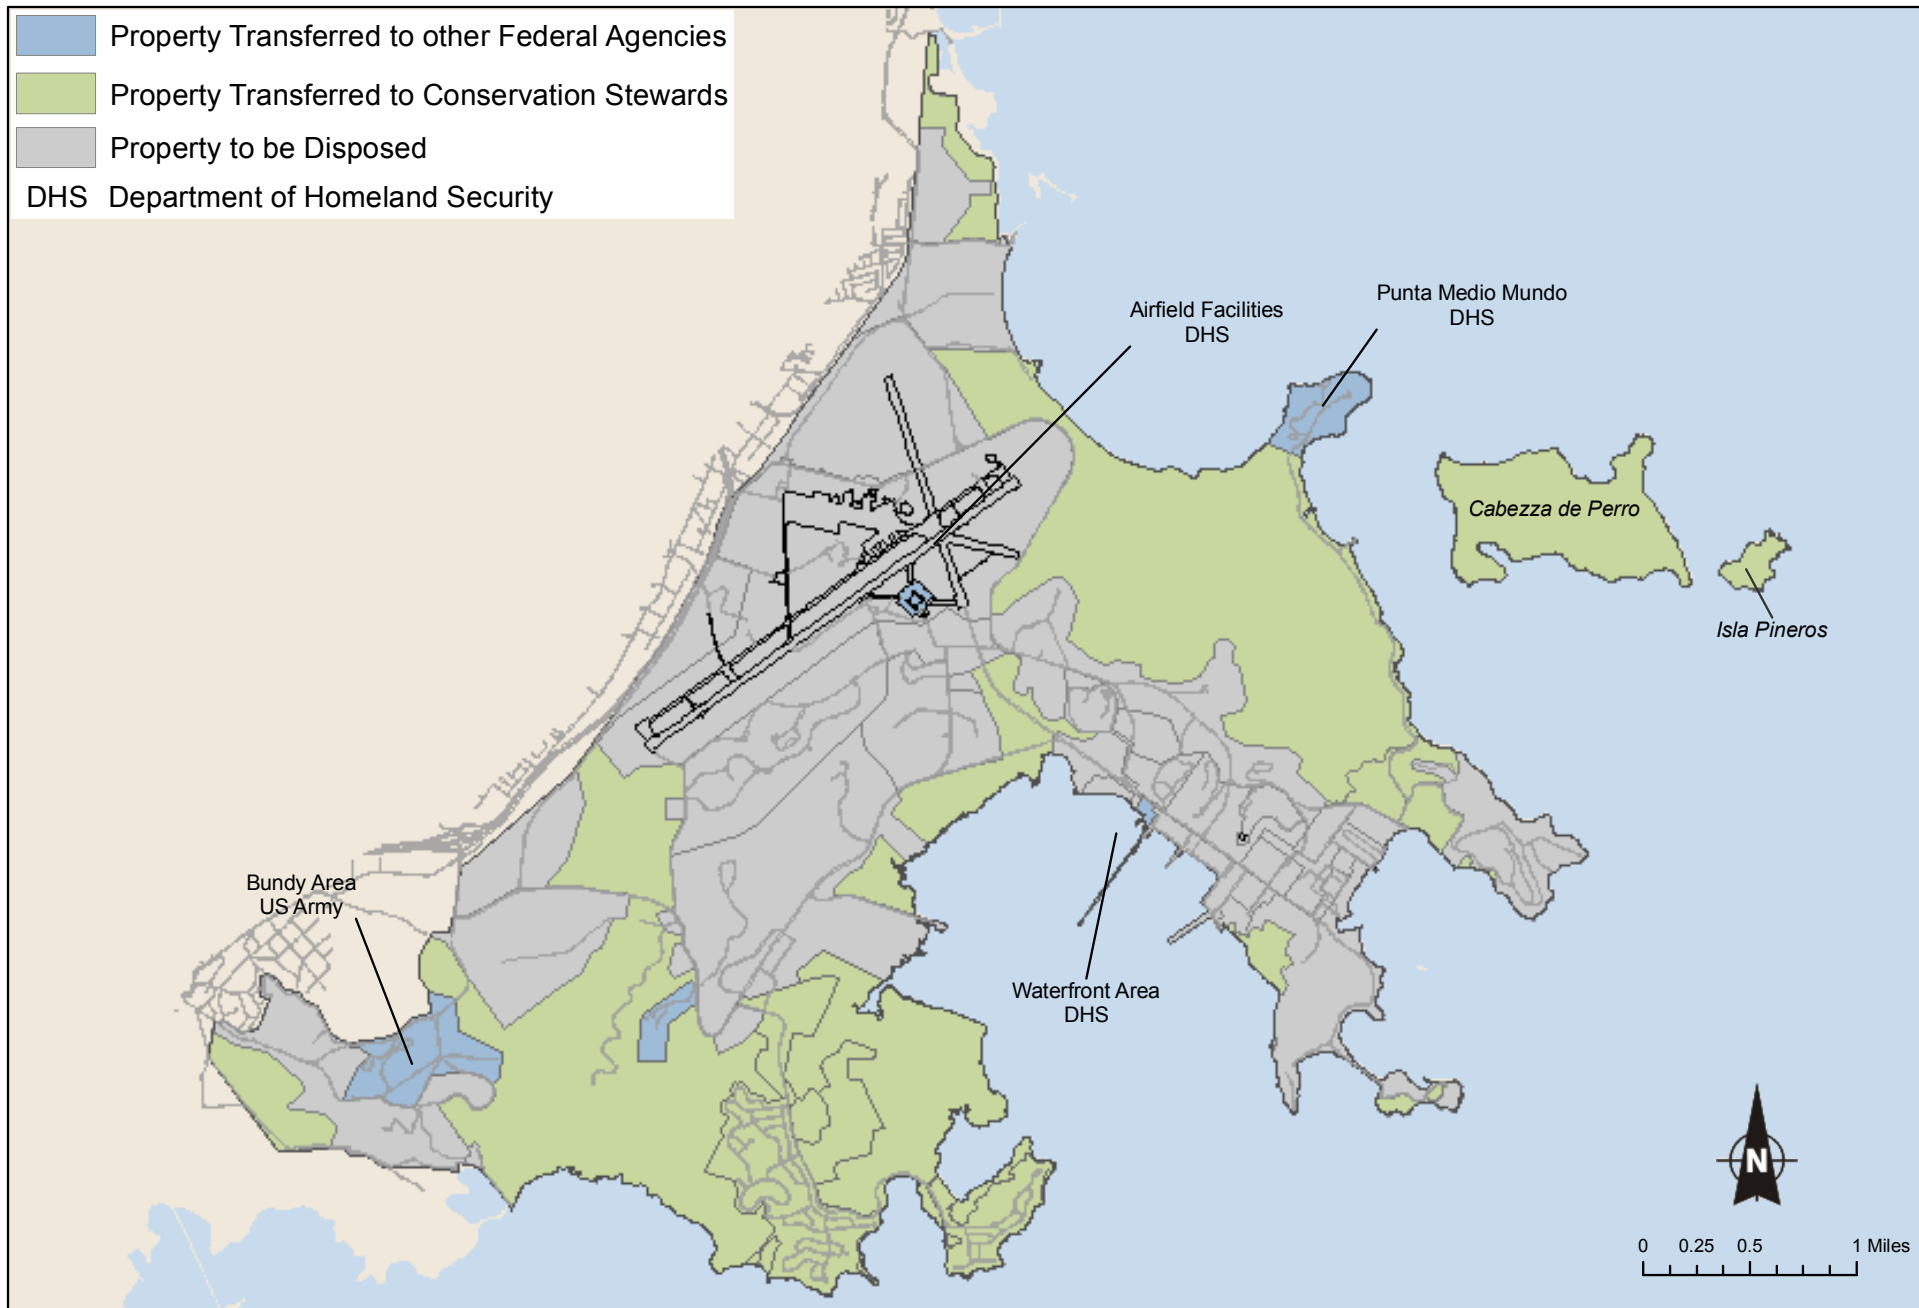 Property Transferred to other Federal Agencies
Property Transferred to Conservation Stewards
Property to be Disposed
DHS Department of Homeland Security
Punta Medio Mundo
DHS
Airfield Facilities
DHS
Cabezza de Perro
Isla Pineros
Bundy Area
US Army
Waterfront Area
DHS
N
0 0.25 0.5 1 Miles